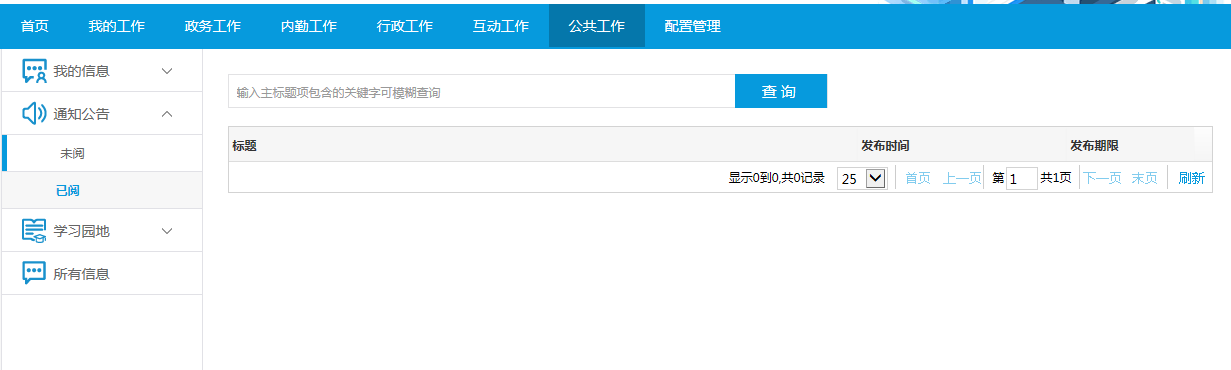 首页 我的工作 政务工作 内勤工作 行政工作 互动工作 公共工作 配置管理
我的信息
通知公告
未阅
已阅
学习园地
所有信息
输入主标题项包含的关键字可模糊查询 查 询
标题 发布时间 发布期限
显示0到0,共0记录 25 首页 上一页 第 1 共1页 下一页 末页 刷新